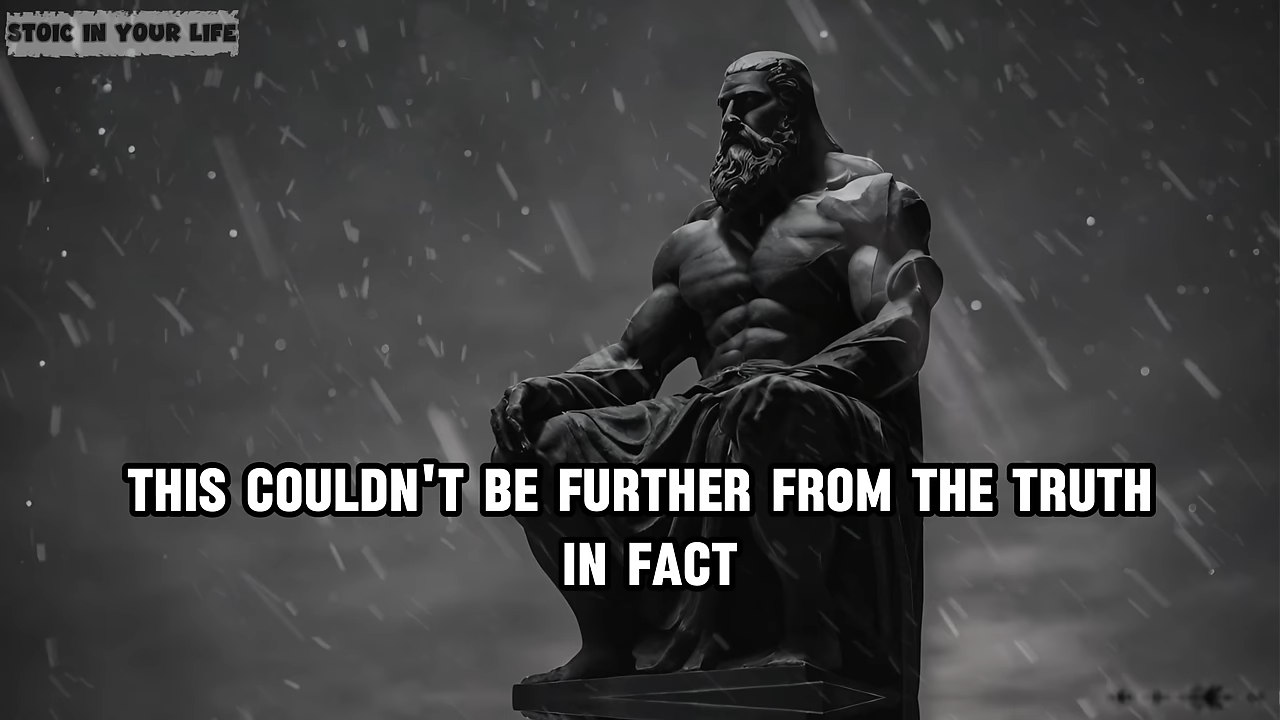 STOIC IN YOUR LIFE
THIS COULDN'T BE FURTHER FROM THE TRUTH
IN FACT